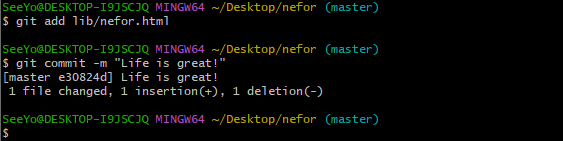 SeeYo@DESKTOP-I9JSCJQ MINGW64 ~/Desktop/nefor (master)
$ git add lib/nefor.html
SeeYo@DESKTOP-I9JSCJQ MINGW64 ~/Desktop/nefor (master)
$ git commit -m "Life is great!"
[master e30824d] Life is great!
 1 file changed, 1 insertion(+), 1 deletion(-)
SeeYo@DESKTOP-I9JSCJQ MINGW64 ~/Desktop/nefor (master)
$